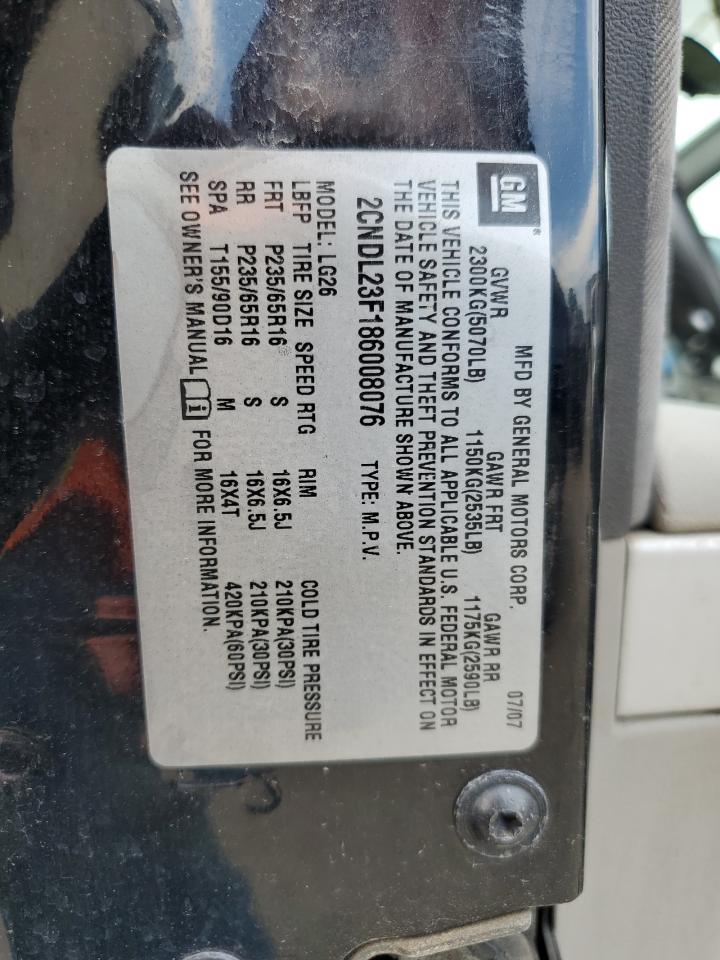 GM®
MFD BY GENERAL MOTORS CORP. 07/07
GVWR GAWR FRT GAWR RR
2300KG(5070LB) 1150KG(2535LB) 1175KG(2590LB)
THIS VEHICLE CONFORMS TO ALL APPLICABLE U.S. FEDERAL MOTOR
VEHICLE SAFETY AND THEFT PREVENTION STANDARDS IN EFFECT ON
THE DATE OF MANUFACTURE SHOWN ABOVE.
2CNDL23F186008076 TYPE: M.P.V.
MODEL: LG26
LBFP TIRE SIZE SPEED RTG RIM COLD TIRE PRESSURE
FRT P235/65R16 S 16X6.5J 210KPA(30PSI)
RR P235/65R16 S 16X6.5J 210KPA(30PSI)
SPA T155/90D16 M 16X4T 420KPA(60PSI)
SEE OWNER'S MANUAL FOR MORE INFORMATION.